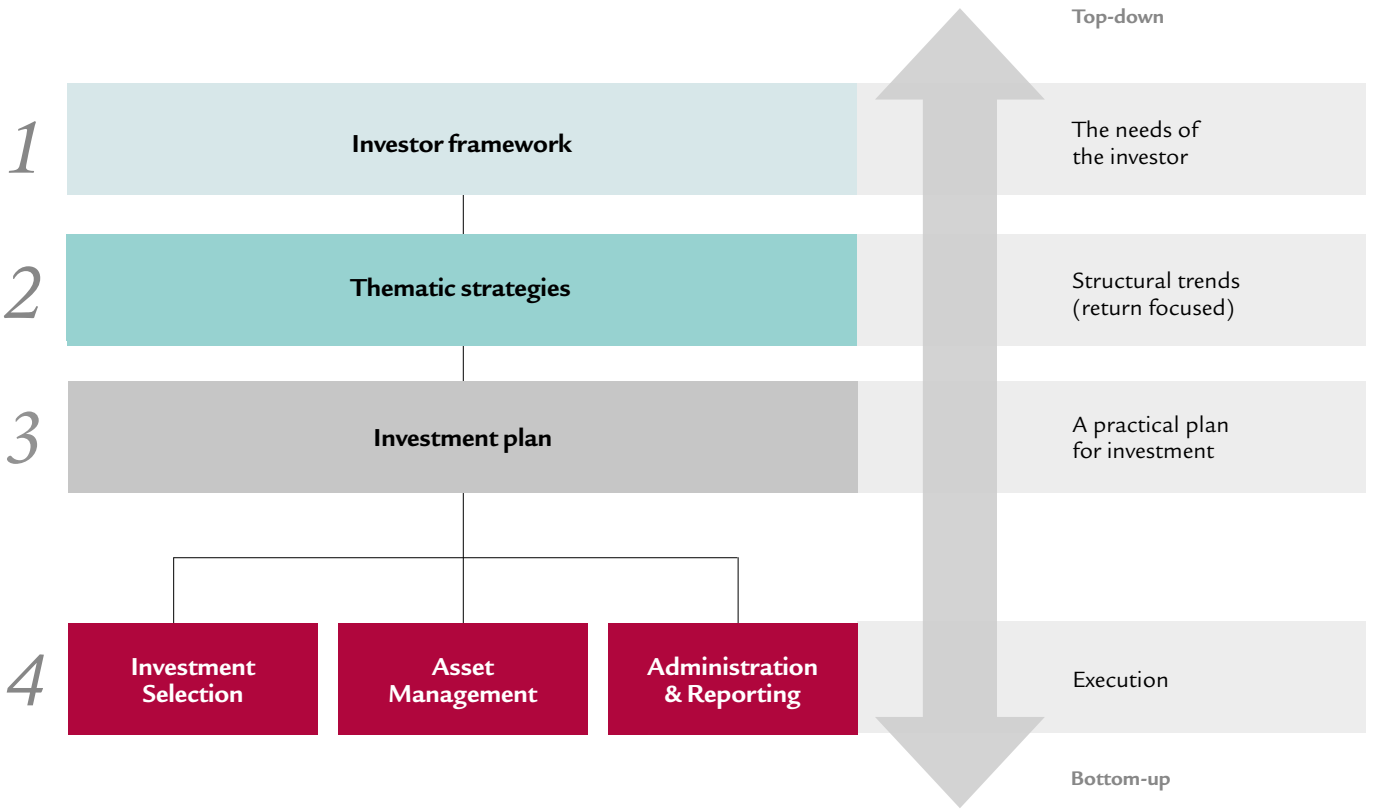 Top-down
1
Investor framework
The needs of
the investor
2
Thematic strategies
Structural trends
(return focused)
3
Investment plan
A practical plan
for investment
4
Investment
Selection
Asset
Management
Administration
& Reporting
Execution
Bottom-up